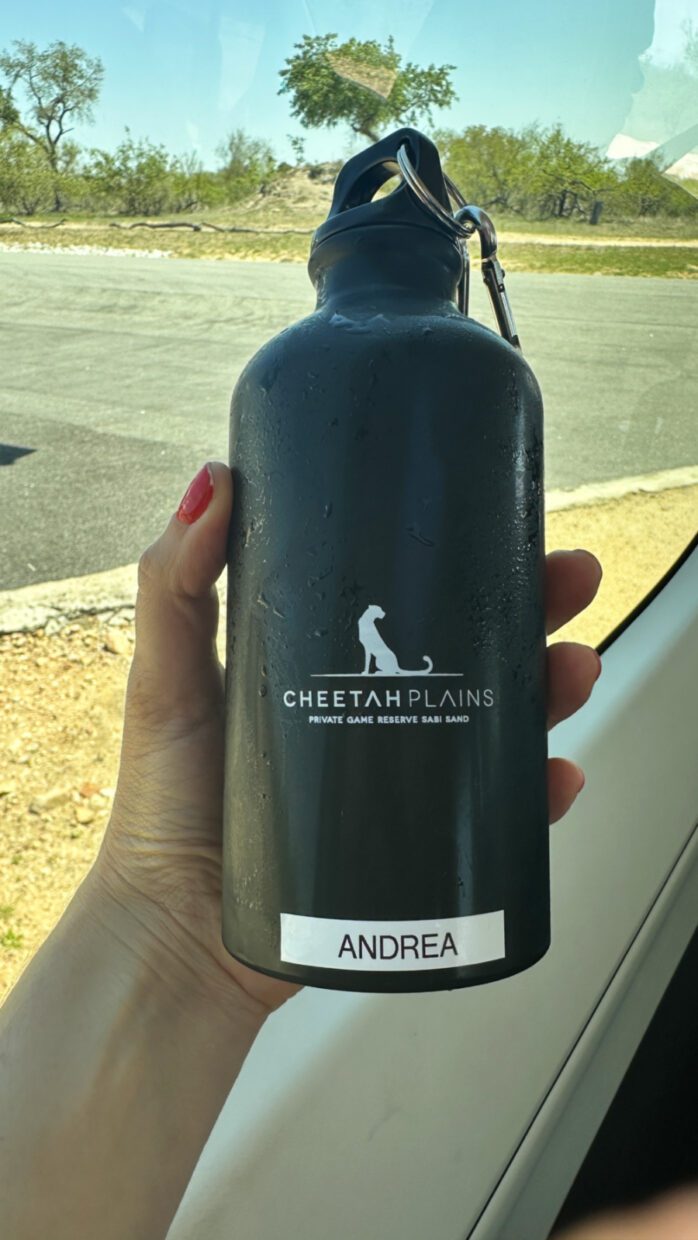 CHEETAH PLAINS
PRIVATE GAME RESERVE SABI SAND
ANDREA